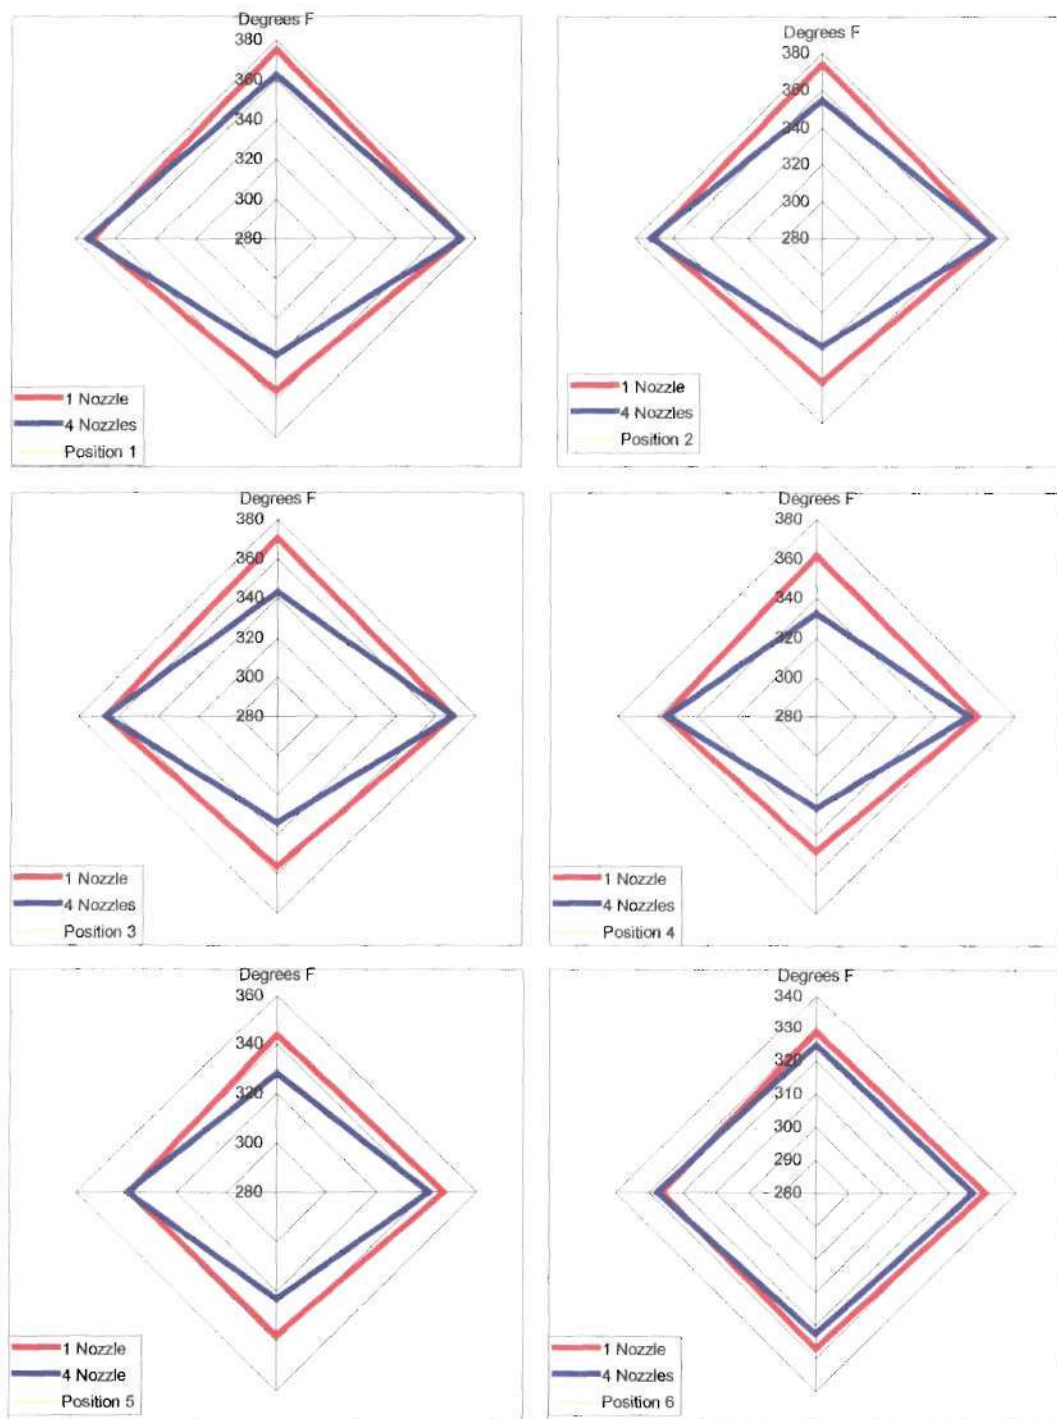 Degrees F
380
360
340
320
300
280
1 Nozzle
4 Nozzles
Position 1
Degrees F
380
360
340
320
300
280
1 Nozzle
4 Nozzles
Position 2
Degrees F
380
360
340
320
300
280
1 Nozzle
4 Nozzles
Position 3
Degrees F
380
360
340
320
300
280
1 Nozzle
4 Nozzles
Position 4
Degrees F
360
340
320
300
280
1 Nozzle
4 Nozzle
Position 5
Degrees F
340
330
320
310
300
290
280
1 Nozzle
4 Nozzles
Position 6